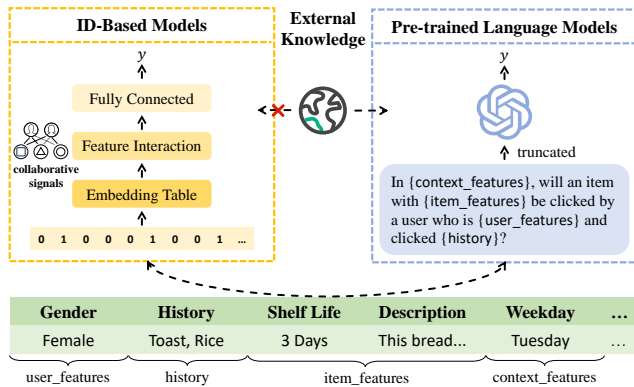 ID-Based Models
y
Fully Connected
Feature Interaction
collaborative
signals
Embedding Table
0 1 0 0 0 1 0 0 1 ...
External
Knowledge
Pre-trained Language Models
y
truncated
In {context_features}, will an item
with {item_features} be clicked by
a user who is {user_features} and
clicked {history}?
Gender History Shelf Life Description Weekday ...
Female Toast, Rice 3 Days This bread... Tuesday ...
user_features history item_features context_features